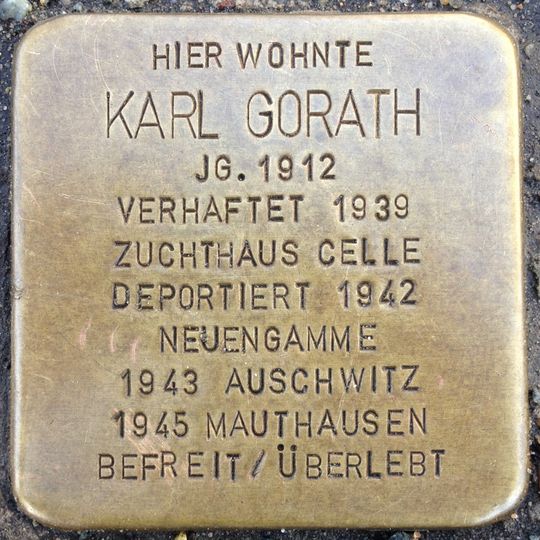 HIER WOHNTE
KARL GORATH
JG. 1912
VERHAFTET 1939
ZUCHTHAUS CELLE
DEPORTIERT 1942
NEUENGAMME
1943 AUSCHWITZ
1945 MAUTHAUSEN
BEFREIT / ÜBERLEBT